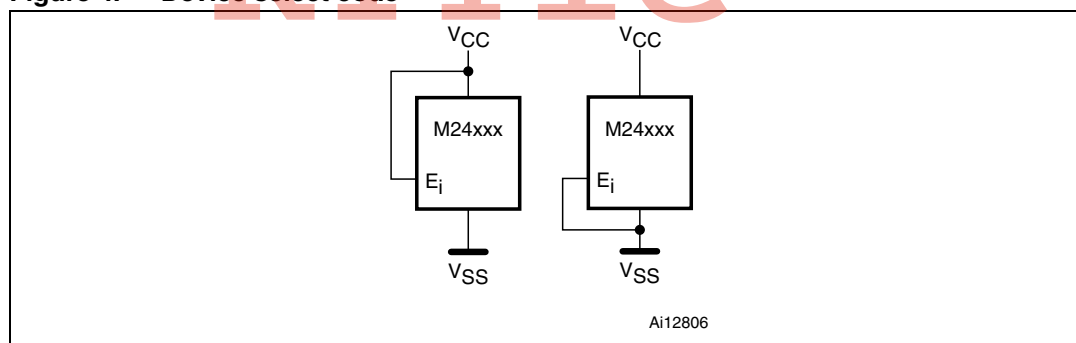 VCC VCC
M24xxx M24xxx
Ei Ei
VSS VSS
Ai12806